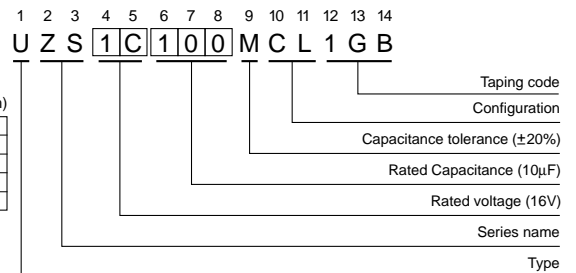 1 2 3 4 5 6 7 8 9 10 11 12 13 14
U Z S 1 C 1 0 0 M C L 1 G B
)
Taping code
Configuration
Capacitance tolerance (±20%)
Rated Capacitance (10µF)
Rated voltage (16V)
Series name
Type